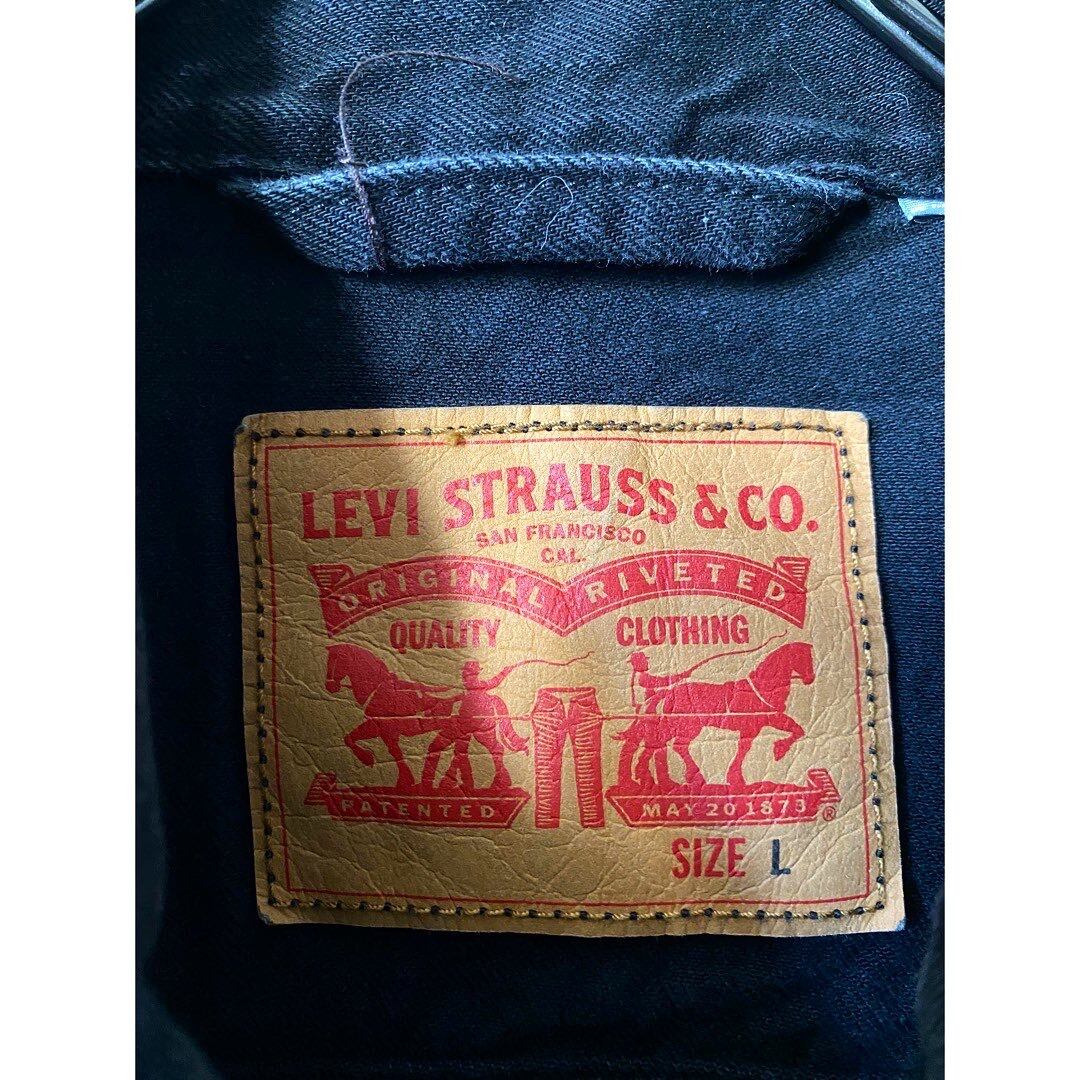 LEVI STRAUSS & CO.
SAN FRANCISCO
CAL.
ORIGINAL RIVETED
QUALITY CLOTHING
PATENTED MAY 20 1873 ®
SIZE L